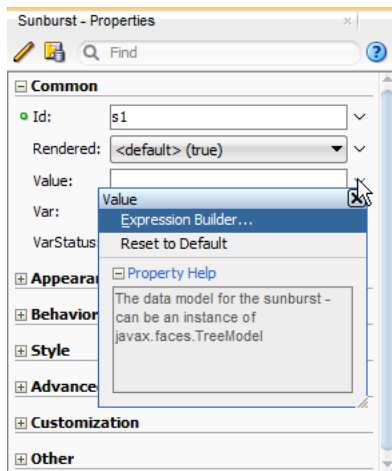 Sunburst - Properties
Find
Common
Id: s1
Rendered: <default> (true)
Value:
Value
Var: Expression Builder...
VarStatus Reset to Default
Property Help
The data model for the sunburst -
can be an instance of
javax.faces.TreeModel
Appear
Behavior
Style
Advance
Customization
Other